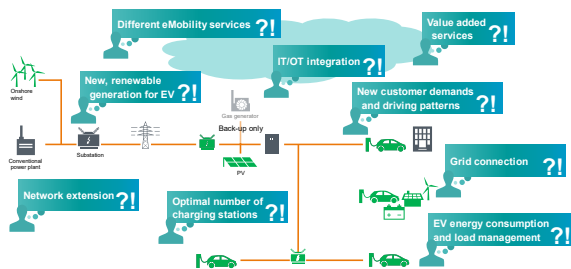 Different eMobility services ?!
Value added
services ?!
IT/OT integration ?!
New, renewable
generation for EV ?!
New customer demands
and driving patterns ?!
Onshore
wind
Gas generator
Back-up only
Conventional
power plant
Substation
PV
Grid connection ?!
Network extension ?!
Optimal number of
charging stations ?!
EV energy consumption
and load management ?!